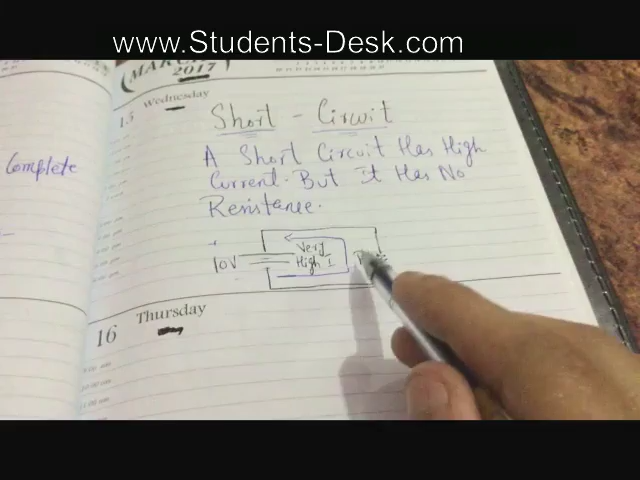 www.Students-Desk.com
MARCH
2017
15 Wednesday
Short - Circuit
Complete
A Short Circuit Has High
Current. But It Has No
Resistance.
10V
Very
High I
16 Thursday